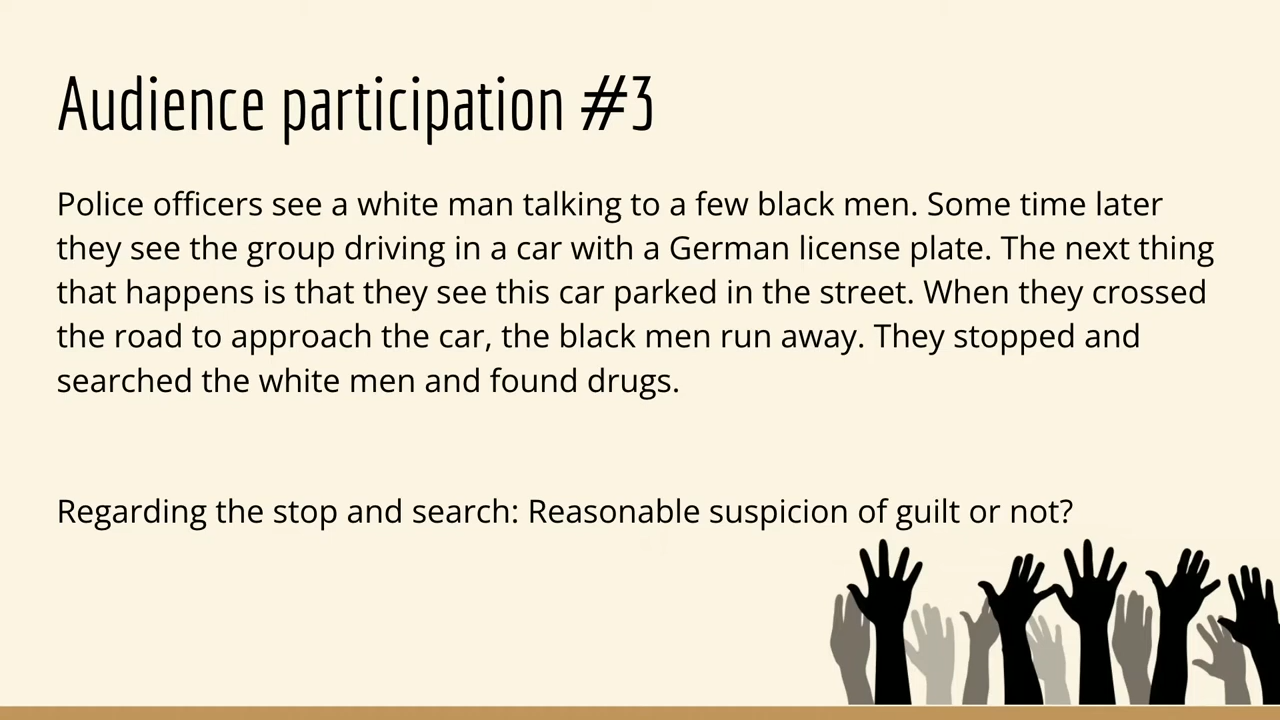 Audience participation #3
Police officers see a white man talking to a few black men. Some time later
they see the group driving in a car with a German license plate. The next thing
that happens is that they see this car parked in the street. When they crossed
the road to approach the car, the black men run away. They stopped and
searched the white men and found drugs.
Regarding the stop and search: Reasonable suspicion of guilt or not?